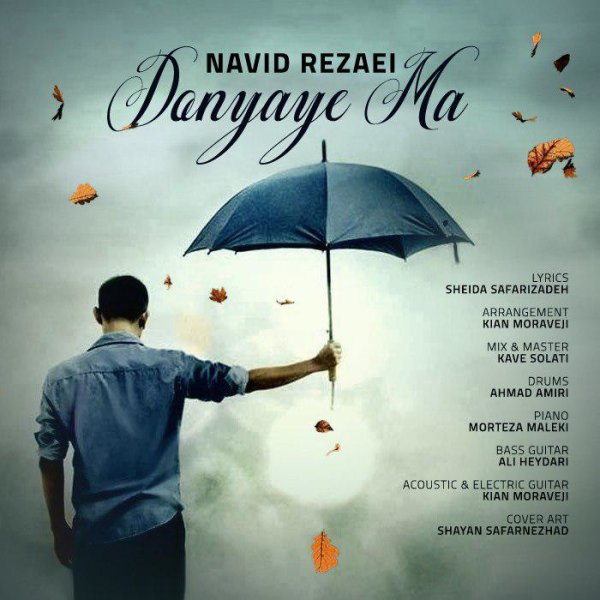 NAVID REZAEI
Donyaye Ma
LYRICS
SHEIDA SAFARIZADEH
ARRANGEMENT
KIAN MORAVEJI
MIX & MASTER
KAVE SOLATI
DRUMS
AHMAD AMIRI
PIANO
MORTEZA MALEKI
BASS GUITAR
ALI HEYDARI
ACOUSTIC & ELECTRIC GUITAR
KIAN MORAVEJI
COVER ART
SHAYAN SAFARNEZHAD